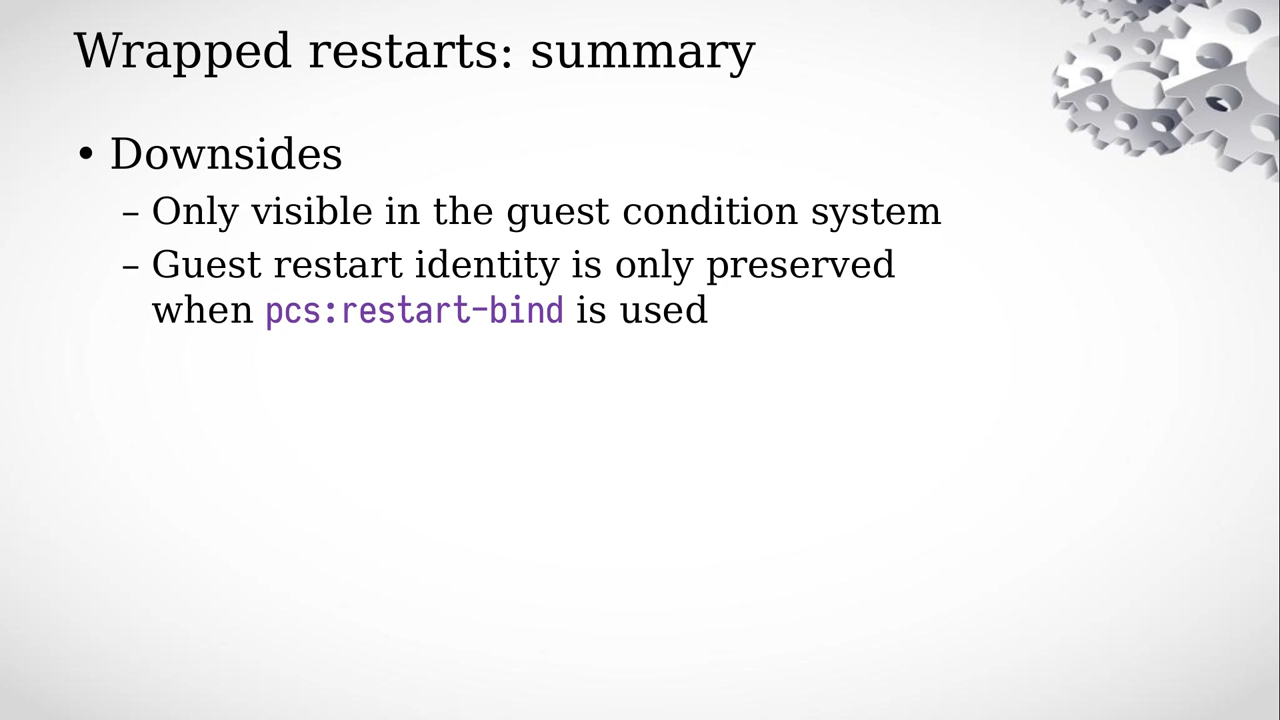 Wrapped restarts: summary
• Downsides
– Only visible in the guest condition system
– Guest restart identity is only preserved
when pcs:restart-bind is used